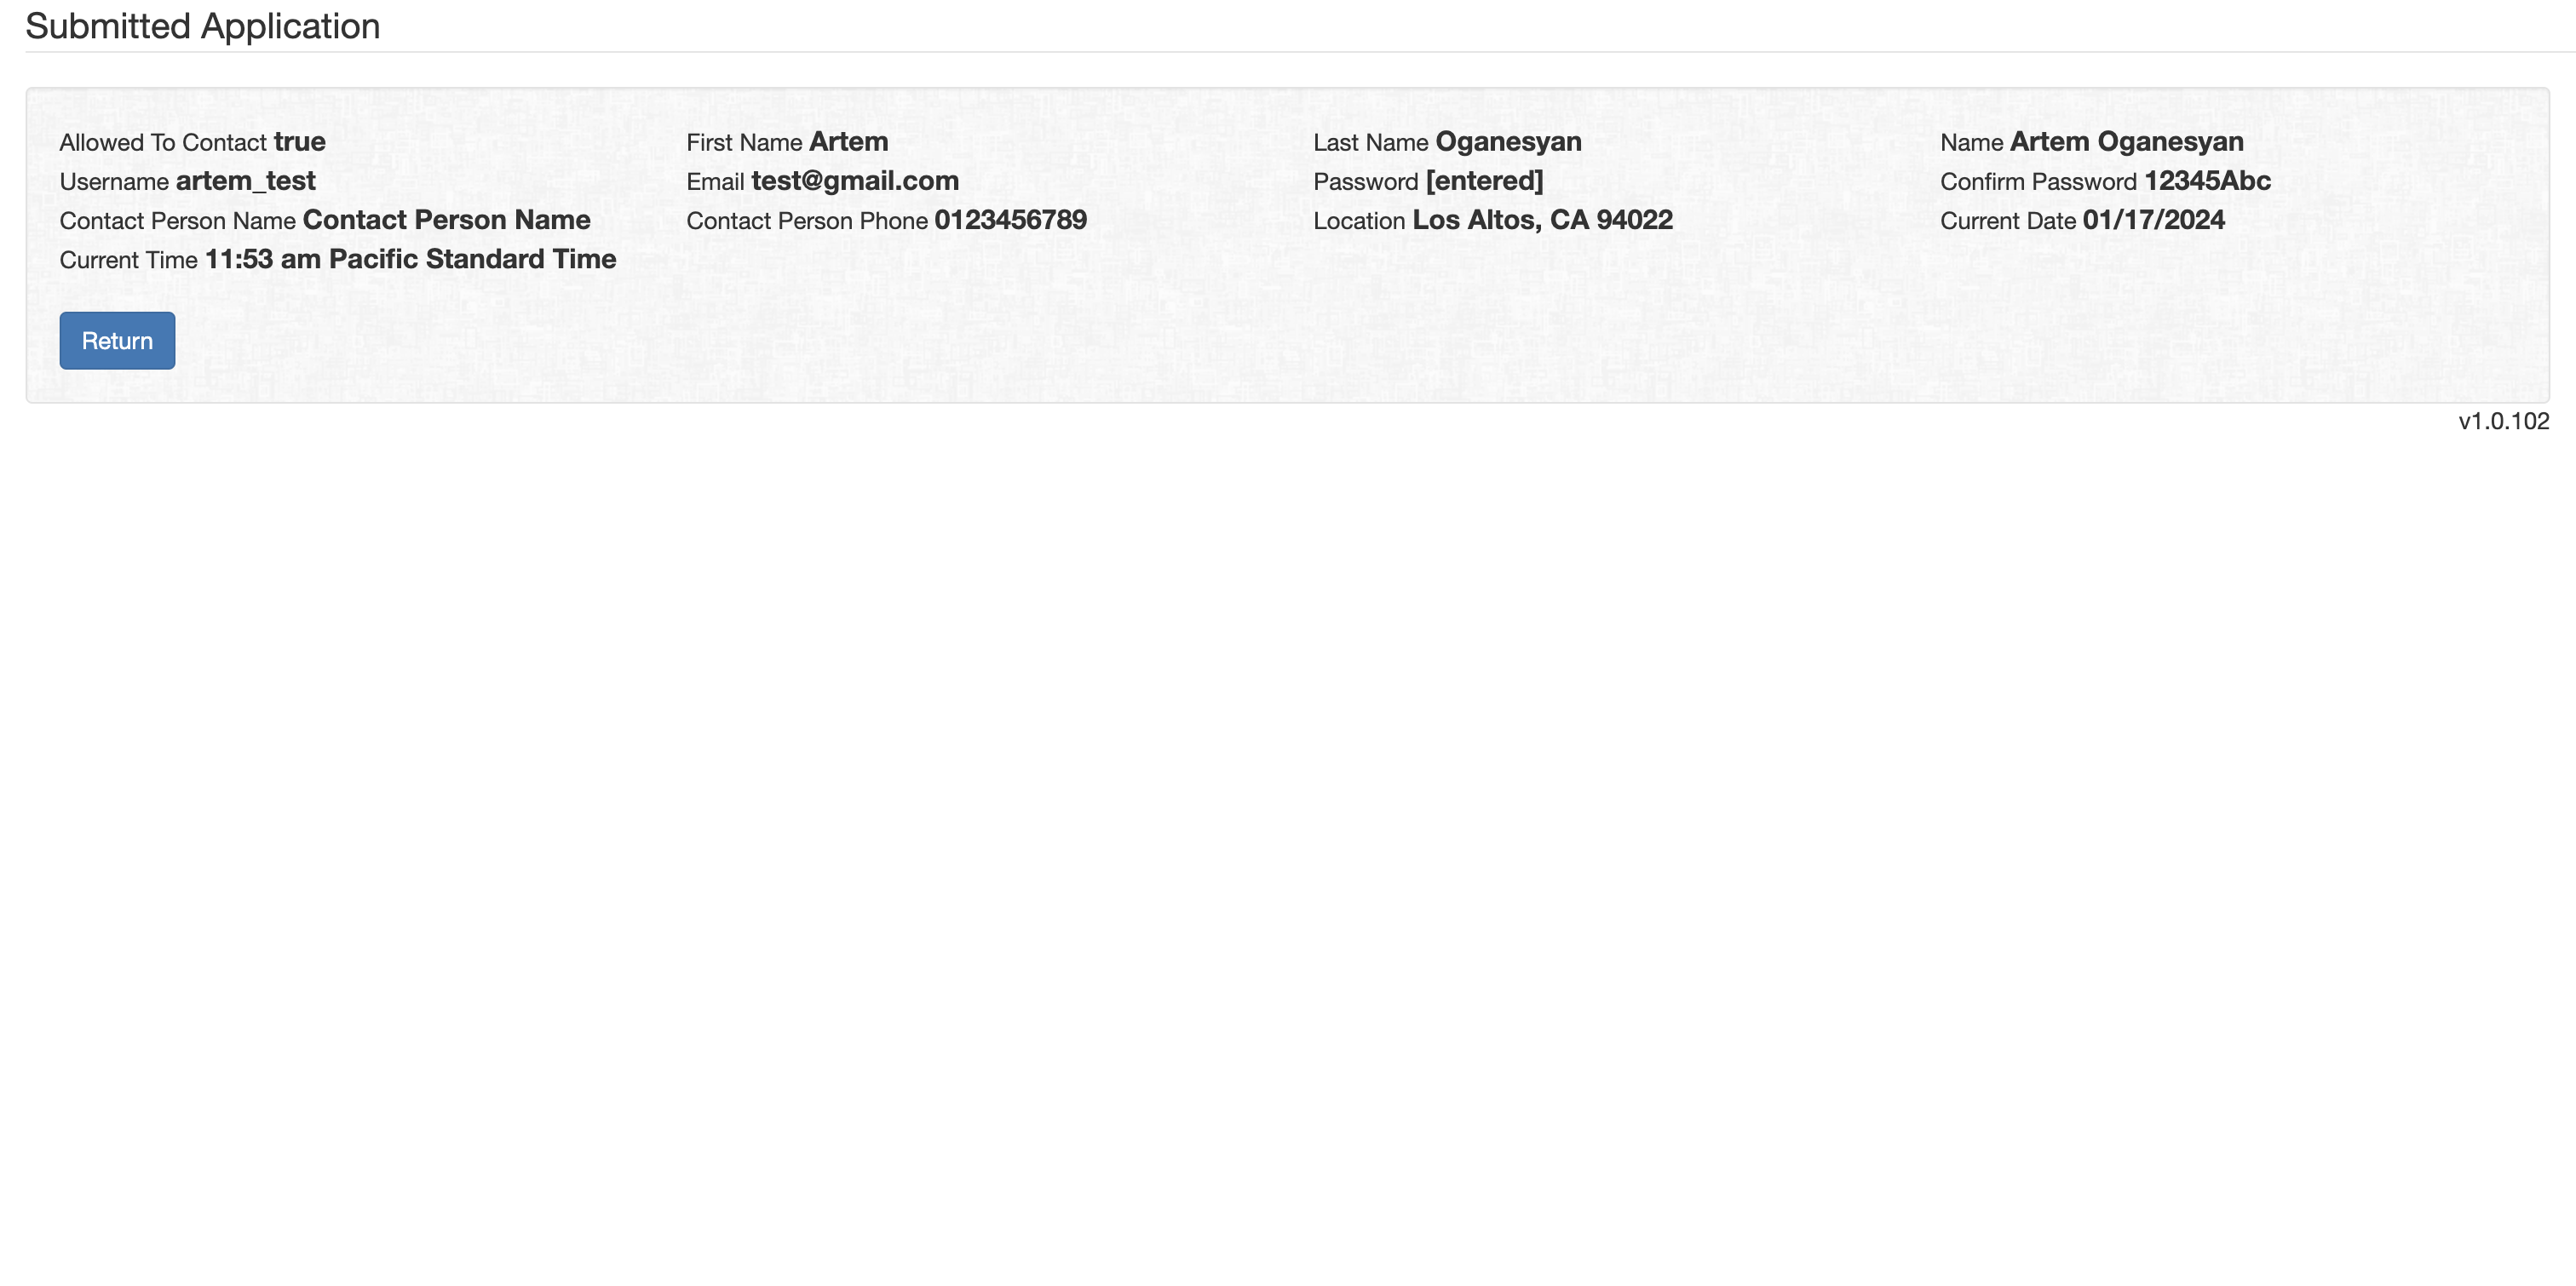 Submitted Application
Allowed To Contact true First Name Artem Last Name Oganesyan Name Artem Oganesyan
Username artem_test Email test@gmail.com Password [entered] Confirm Password 12345Abc
Contact Person Name Contact Person Name Contact Person Phone 0123456789 Location Los Altos, CA 94022 Current Date 01/17/2024
Current Time 11:53 am Pacific Standard Time
Return
v1.0.102